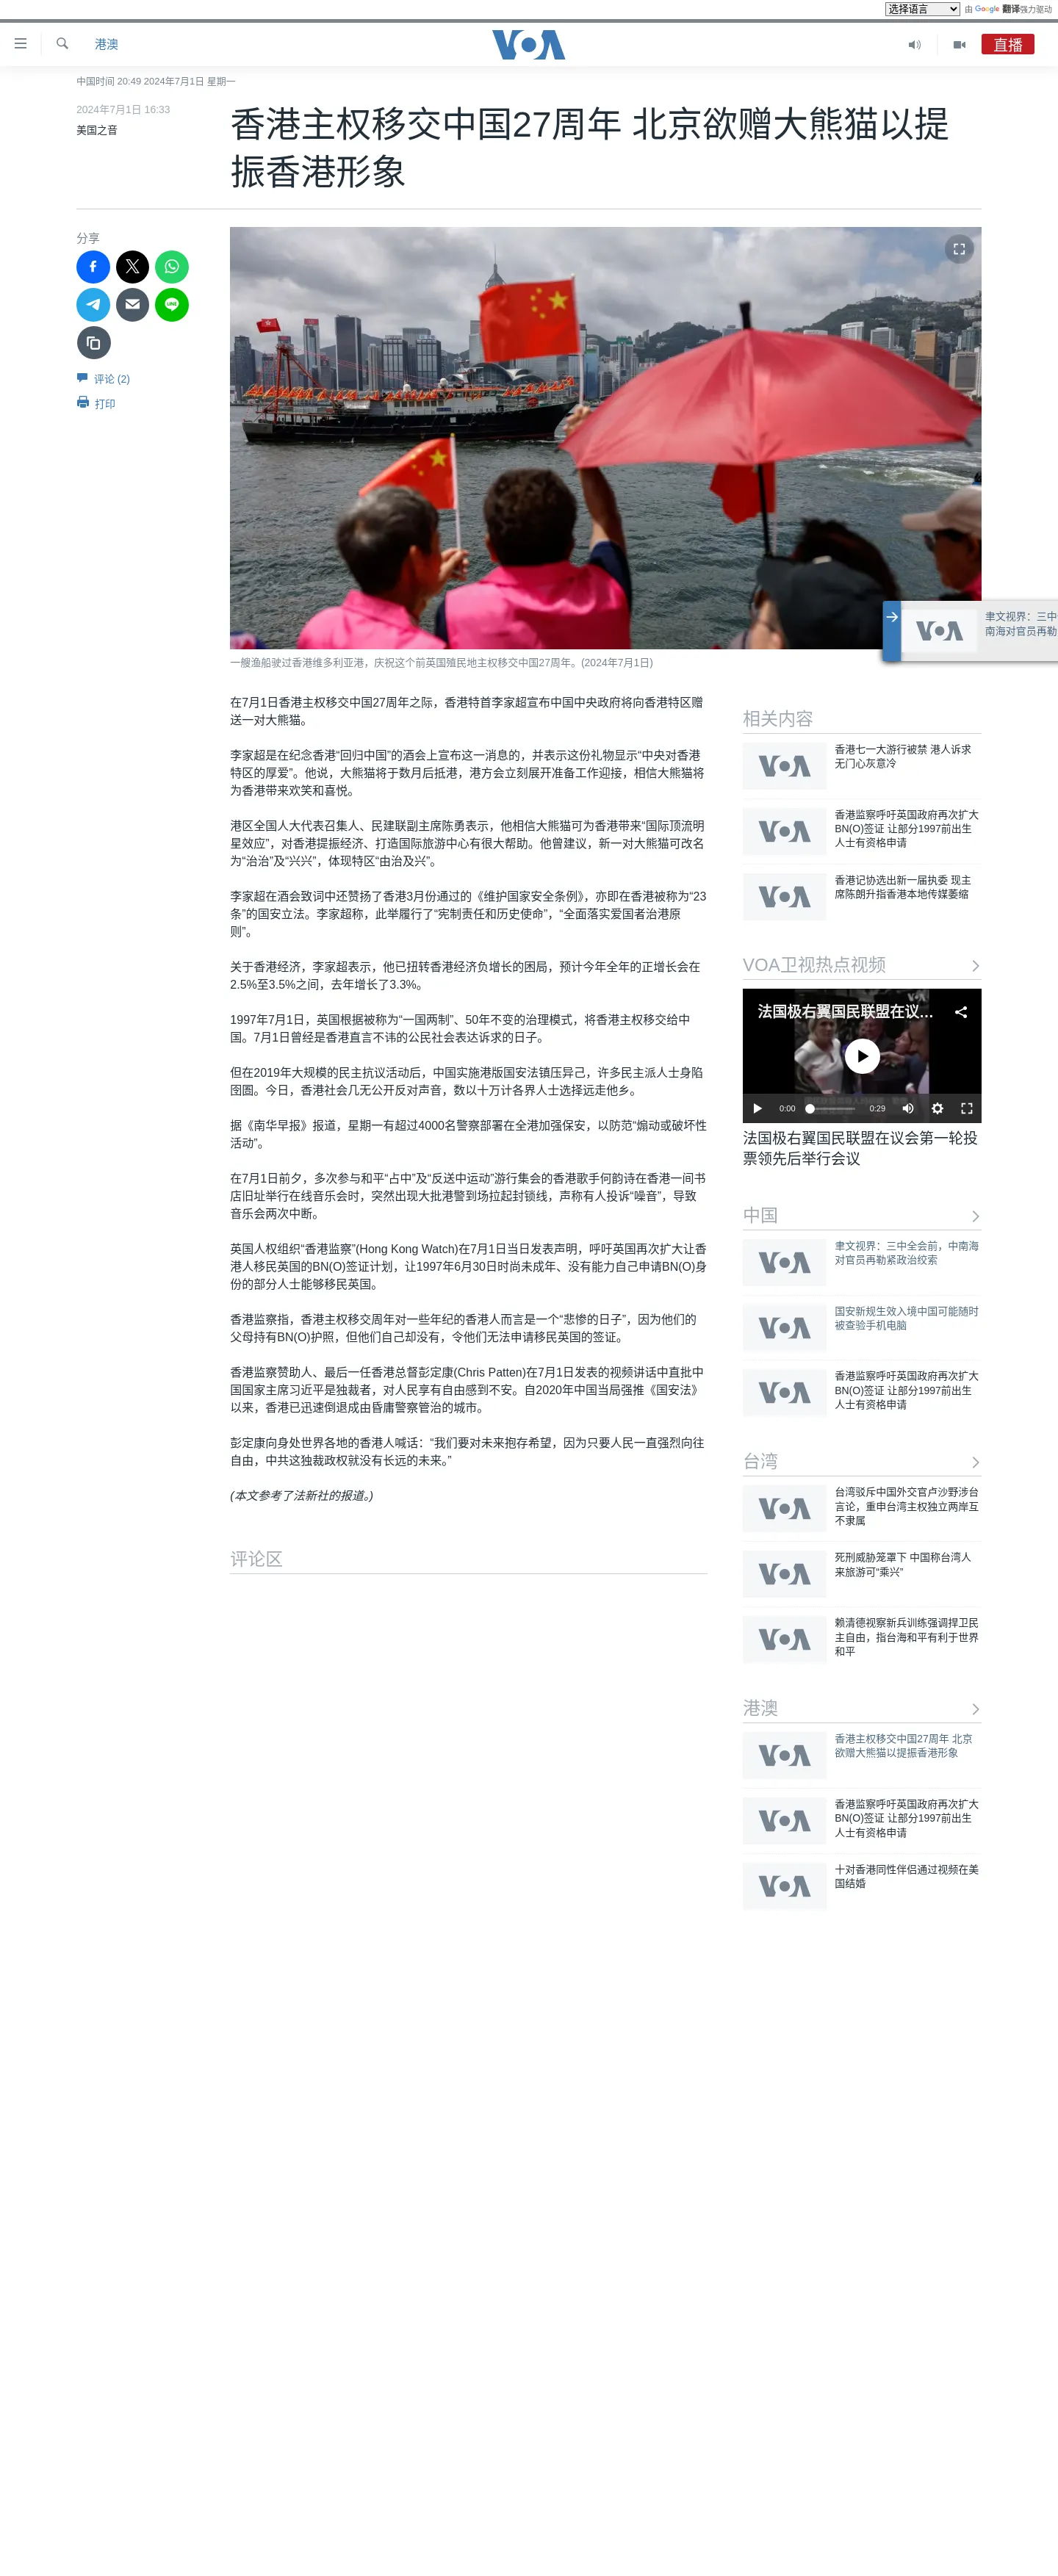 选择语言
由 Google 翻译强力驱动
港澳
VOA
直播
中国时间 20:49 2024年7月1日 星期一
2024年7月1日 16:33
美国之音
香港主权移交中国27周年 北京欲赠大熊猫以提
振香港形象
分享
评论 (2)
打印
VOA
聿文视界：三中
南海对官员再勒
一艘渔船驶过香港维多利亚港，庆祝这个前英国殖民地主权移交中国27周年。(2024年7月1日)
在7月1日香港主权移交中国27周年之际，香港特首李家超宣布中国中央政府将向香港特区赠
送一对大熊猫。
李家超是在纪念香港“回归中国”的酒会上宣布这一消息的，并表示这份礼物显示“中央对香港
特区的厚爱”。他说，大熊猫将于数月后抵港，港方会立刻展开准备工作迎接，相信大熊猫将
为香港带来欢笑和喜悦。
港区全国人大代表召集人、民建联副主席陈勇表示，他相信大熊猫可为香港带来“国际顶流明
星效应”，对香港提振经济、打造国际旅游中心有很大帮助。他曾建议，新一对大熊猫可改名
为“治治”及“兴兴”，体现特区“由治及兴”。
李家超在酒会致词中还赞扬了香港3月份通过的《维护国家安全条例》，亦即在香港被称为“23
条”的国安立法。李家超称，此举履行了“宪制责任和历史使命”，“全面落实爱国者治港原
则”。
关于香港经济，李家超表示，他已扭转香港经济负增长的困局，预计今年全年的正增长会在
2.5%至3.5%之间，去年增长了3.3%。
1997年7月1日，英国根据被称为“一国两制”、50年不变的治理模式，将香港主权移交给中
国。7月1日曾经是香港直言不讳的公民社会表达诉求的日子。
但在2019年大规模的民主抗议活动后，中国实施港版国安法镇压异己，许多民主派人士身陷
囹圄。今日，香港社会几无公开反对声音，数以十万计各界人士选择远走他乡。
据《南华早报》报道，星期一有超过4000名警察部署在全港加强保安，以防范“煽动或破坏性
活动”。
在7月1日前夕，多次参与和平“占中”及“反送中运动”游行集会的香港歌手何韵诗在香港一间书
店旧址举行在线音乐会时，突然出现大批港警到场拉起封锁线，声称有人投诉“噪音”，导致
音乐会两次中断。
英国人权组织“香港监察”(Hong Kong Watch)在7月1日当日发表声明，呼吁英国再次扩大让香
港人移民英国的BN(O)签证计划，让1997年6月30日时尚未成年、没有能力自己申请BN(O)身
份的部分人士能够移民英国。
香港监察指，香港主权移交周年对一些年纪的香港人而言是一个“悲惨的日子”，因为他们的
父母持有BN(O)护照，但他们自己却没有，令他们无法申请移民英国的签证。
香港监察赞助人、最后一任香港总督彭定康(Chris Patten)在7月1日发表的视频讲话中直批中
国国家主席习近平是独裁者，对人民享有自由感到不安。自2020年中国当局强推《国安法》
以来，香港已迅速倒退成由昏庸警察管治的城市。
彭定康向身处世界各地的香港人喊话：“我们要对未来抱存希望，因为只要人民一直强烈向往
自由，中共这独裁政权就没有长远的未来。”
(本文参考了法新社的报道。)
评论区
相关内容
VOA
香港七一大游行被禁 港人诉求
无门心灰意冷
VOA
香港监察呼吁英国政府再次扩大
BN(O)签证 让部分1997前出生
人士有资格申请
VOA
香港记协选出新一届执委 现主
席陈朗升指香港本地传媒萎缩
VOA卫视热点视频
VOA
法国极右翼国民联盟在议...
0:00
0:29
法国极右翼国民联盟在议会第一轮投
票领先后举行会议
中国
VOA
聿文视界：三中全会前，中南海
对官员再勒紧政治绞索
VOA
国安新规生效入境中国可能随时
被查验手机电脑
VOA
香港监察呼吁英国政府再次扩大
BN(O)签证 让部分1997前出生
人士有资格申请
台湾
VOA
台湾驳斥中国外交官卢沙野涉台
言论，重申台湾主权独立两岸互
不隶属
VOA
死刑威胁笼罩下 中国称台湾人
来旅游可“乘兴”
VOA
赖清德视察新兵训练强调捍卫民
主自由，指台海和平有利于世界
和平
港澳
VOA
香港主权移交中国27周年 北京
欲赠大熊猫以提振香港形象
VOA
香港监察呼吁英国政府再次扩大
BN(O)签证 让部分1997前出生
人士有资格申请
VOA
十对香港同性伴侣通过视频在美
国结婚